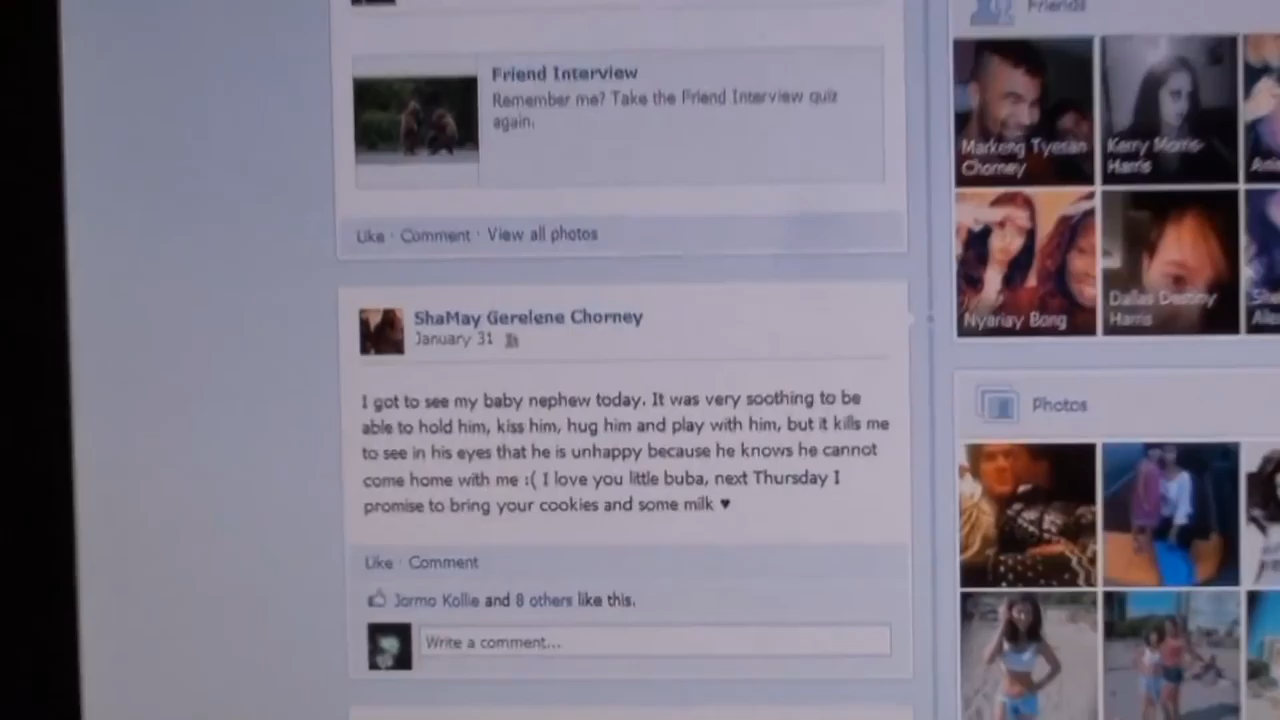 Friends
Friend Interview
Remember me? Take the Friend Interview quiz
again.
Like · Comment · View all photos
Markeng Tyesan
Chorney
Kerry Morris-
Harris
Nyariay Bong
Dallas Destiny
Harris
ShaMay Gerelene Chorney
January 31
I got to see my baby nephew today. It was very soothing to be
able to hold him, kiss him, hug him and play with him, but it kills me
to see in his eyes that he is unhappy because he knows he cannot
come home with me :( I love you little buba, next Thursday I
promise to bring your cookies and some milk ♥
Like · Comment
Jormo Kollie and 8 others like this.
Write a comment...
Photos